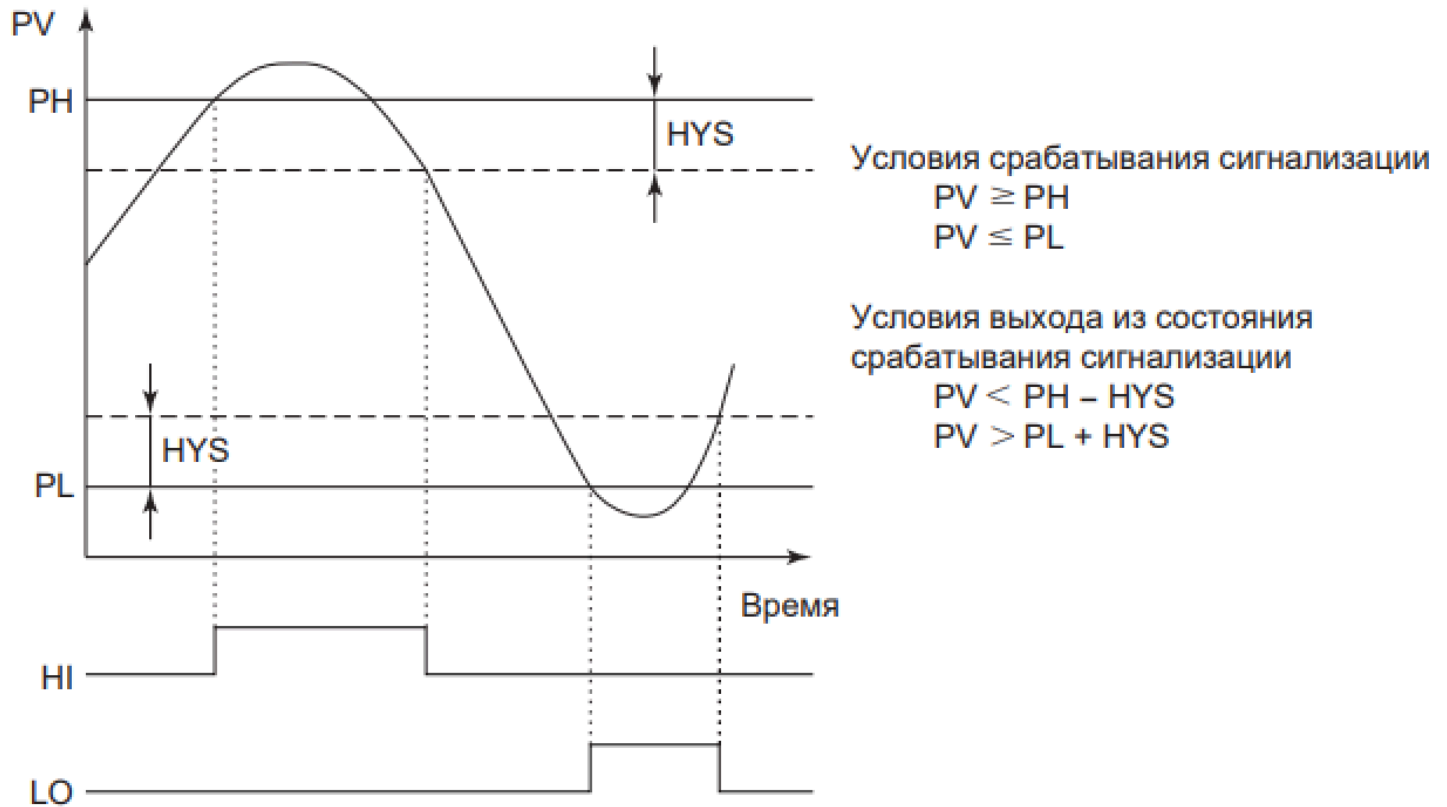 PV
PH
HYS
Условия срабатывания сигнализации
PV ≥ PH
PV ≤ PL
Условия выхода из состояния
срабатывания сигнализации
PV < PH – HYS
PV > PL + HYS
HYS
PL
Время
HI
LO